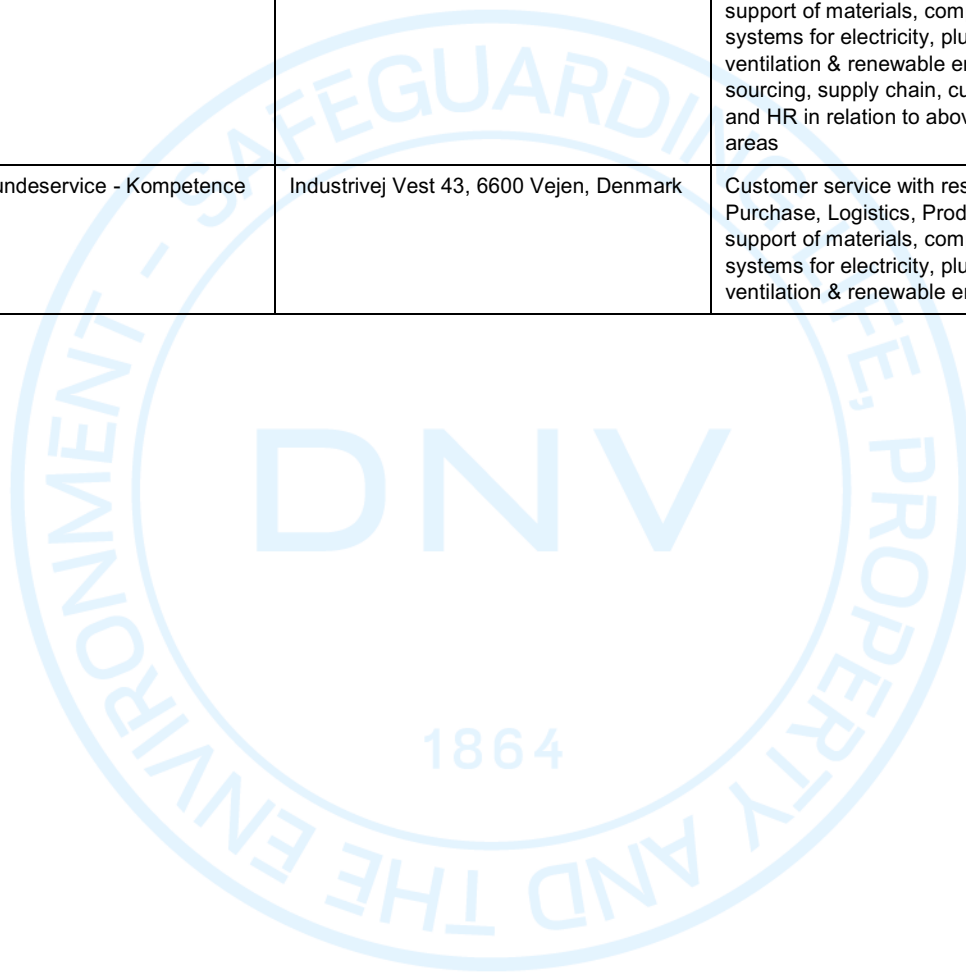 support of materials, com
systems for electricity, plu
ventilation & renewable e
sourcing, supply chain, cu
and HR in relation to abov
areas
undeservice - Kompetence
Industrivej Vest 43, 6600 Vejen, Denmark
Customer service with res
Purchase, Logistics, Prod
support of materials, com
systems for electricity, plu
ventilation & renewable e
SAFEGUARDING LIFE, PROPERTY AND THE ENVIRONMENT -
DNV
1864